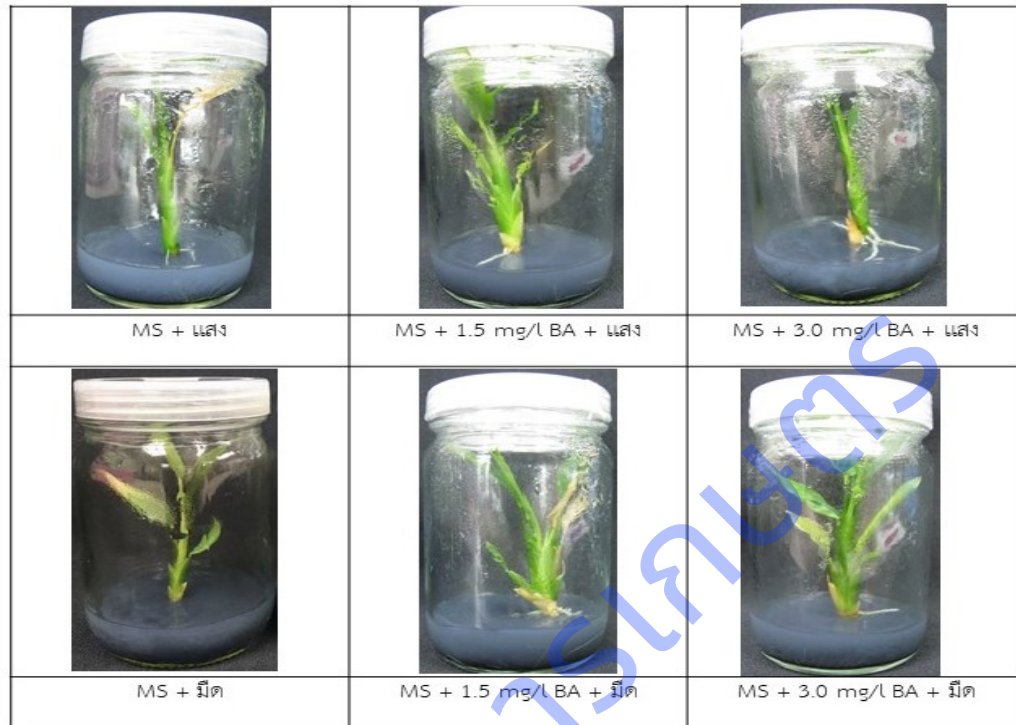 MS + แสง
MS + 1.5 mg/l BA + แสง
MS + 3.0 mg/l BA + แสง
MS + มืด
MS + 1.5 mg/l BA + มืด
MS + 3.0 mg/l BA + มืด